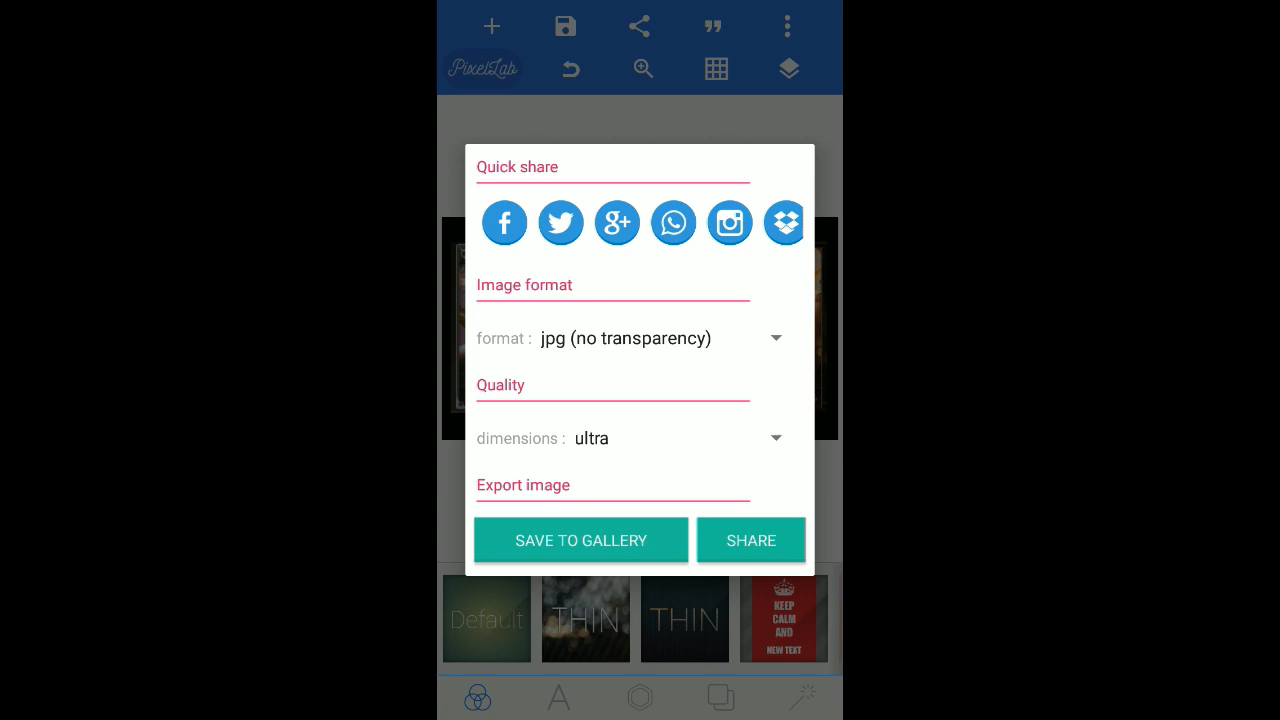 PixelLab
Quick share
Image format
format : jpg (no transparency)
Quality
dimensions : ultra
Export image
SAVE TO GALLERY SHARE
Default THIN THIN KEEP
CALM
AND
NEW TEXT